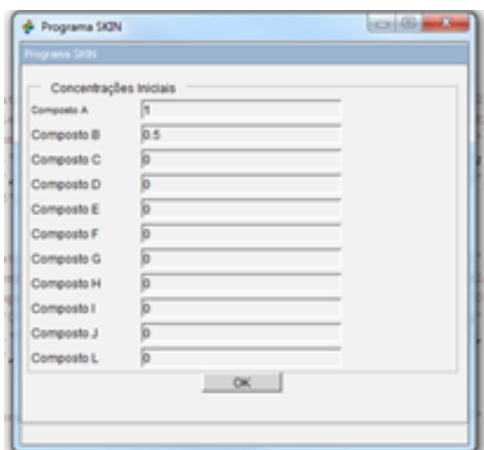 Programa SKIN
Programa SKIN
Concentrações Iniciais
Composto A 1
Composto B 0.5
Composto C 0
Composto D 0
Composto E 0
Composto F 0
Composto G 0
Composto H 0
Composto I 0
Composto J 0
Composto L 0
OK